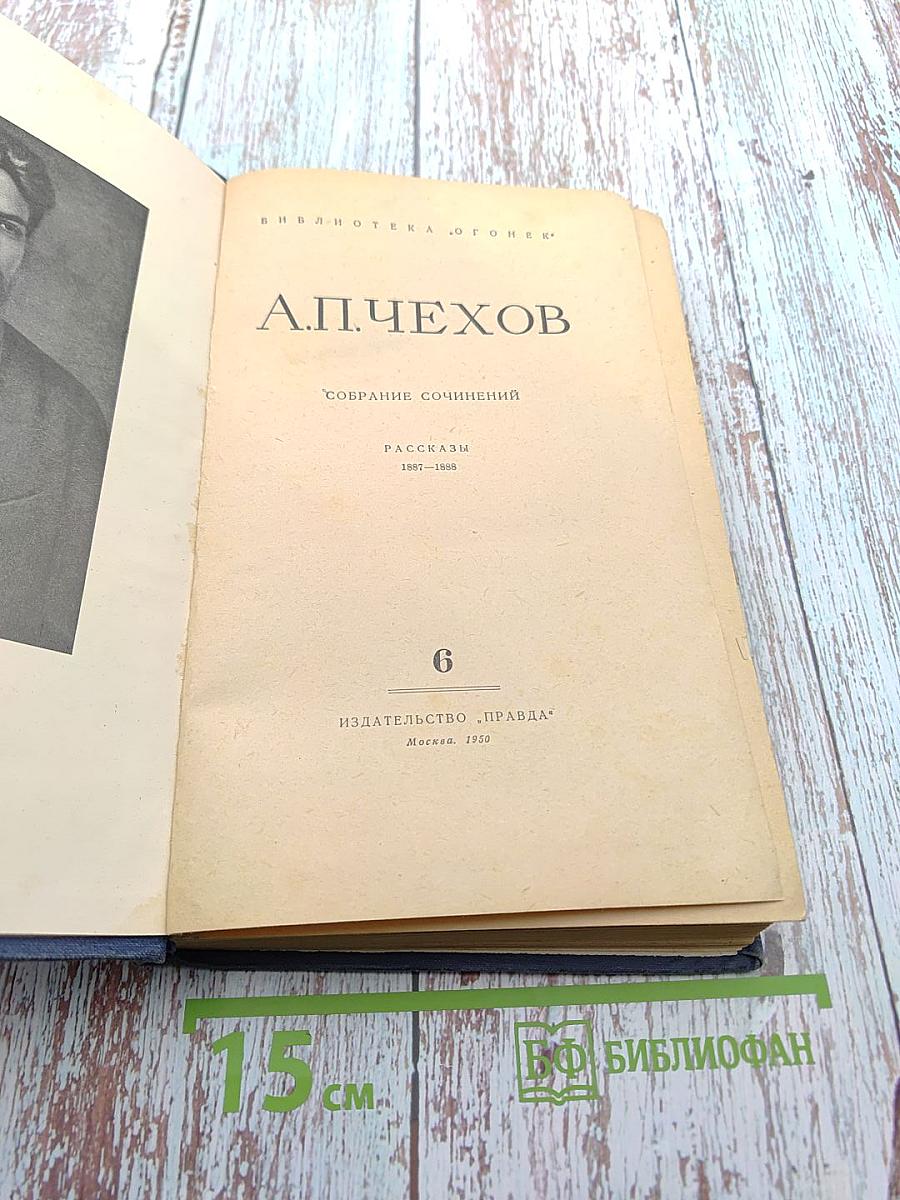 БИБЛИОТЕКА „ОГОНЕК“
А.П.ЧЕХОВ
СОБРАНИЕ СОЧИНЕНИЙ
РАССКАЗЫ
1887—1888
6
ИЗДАТЕЛЬСТВО „ПРАВДА“
Москва. 1950
15 см
БФ БИБЛИОФАН